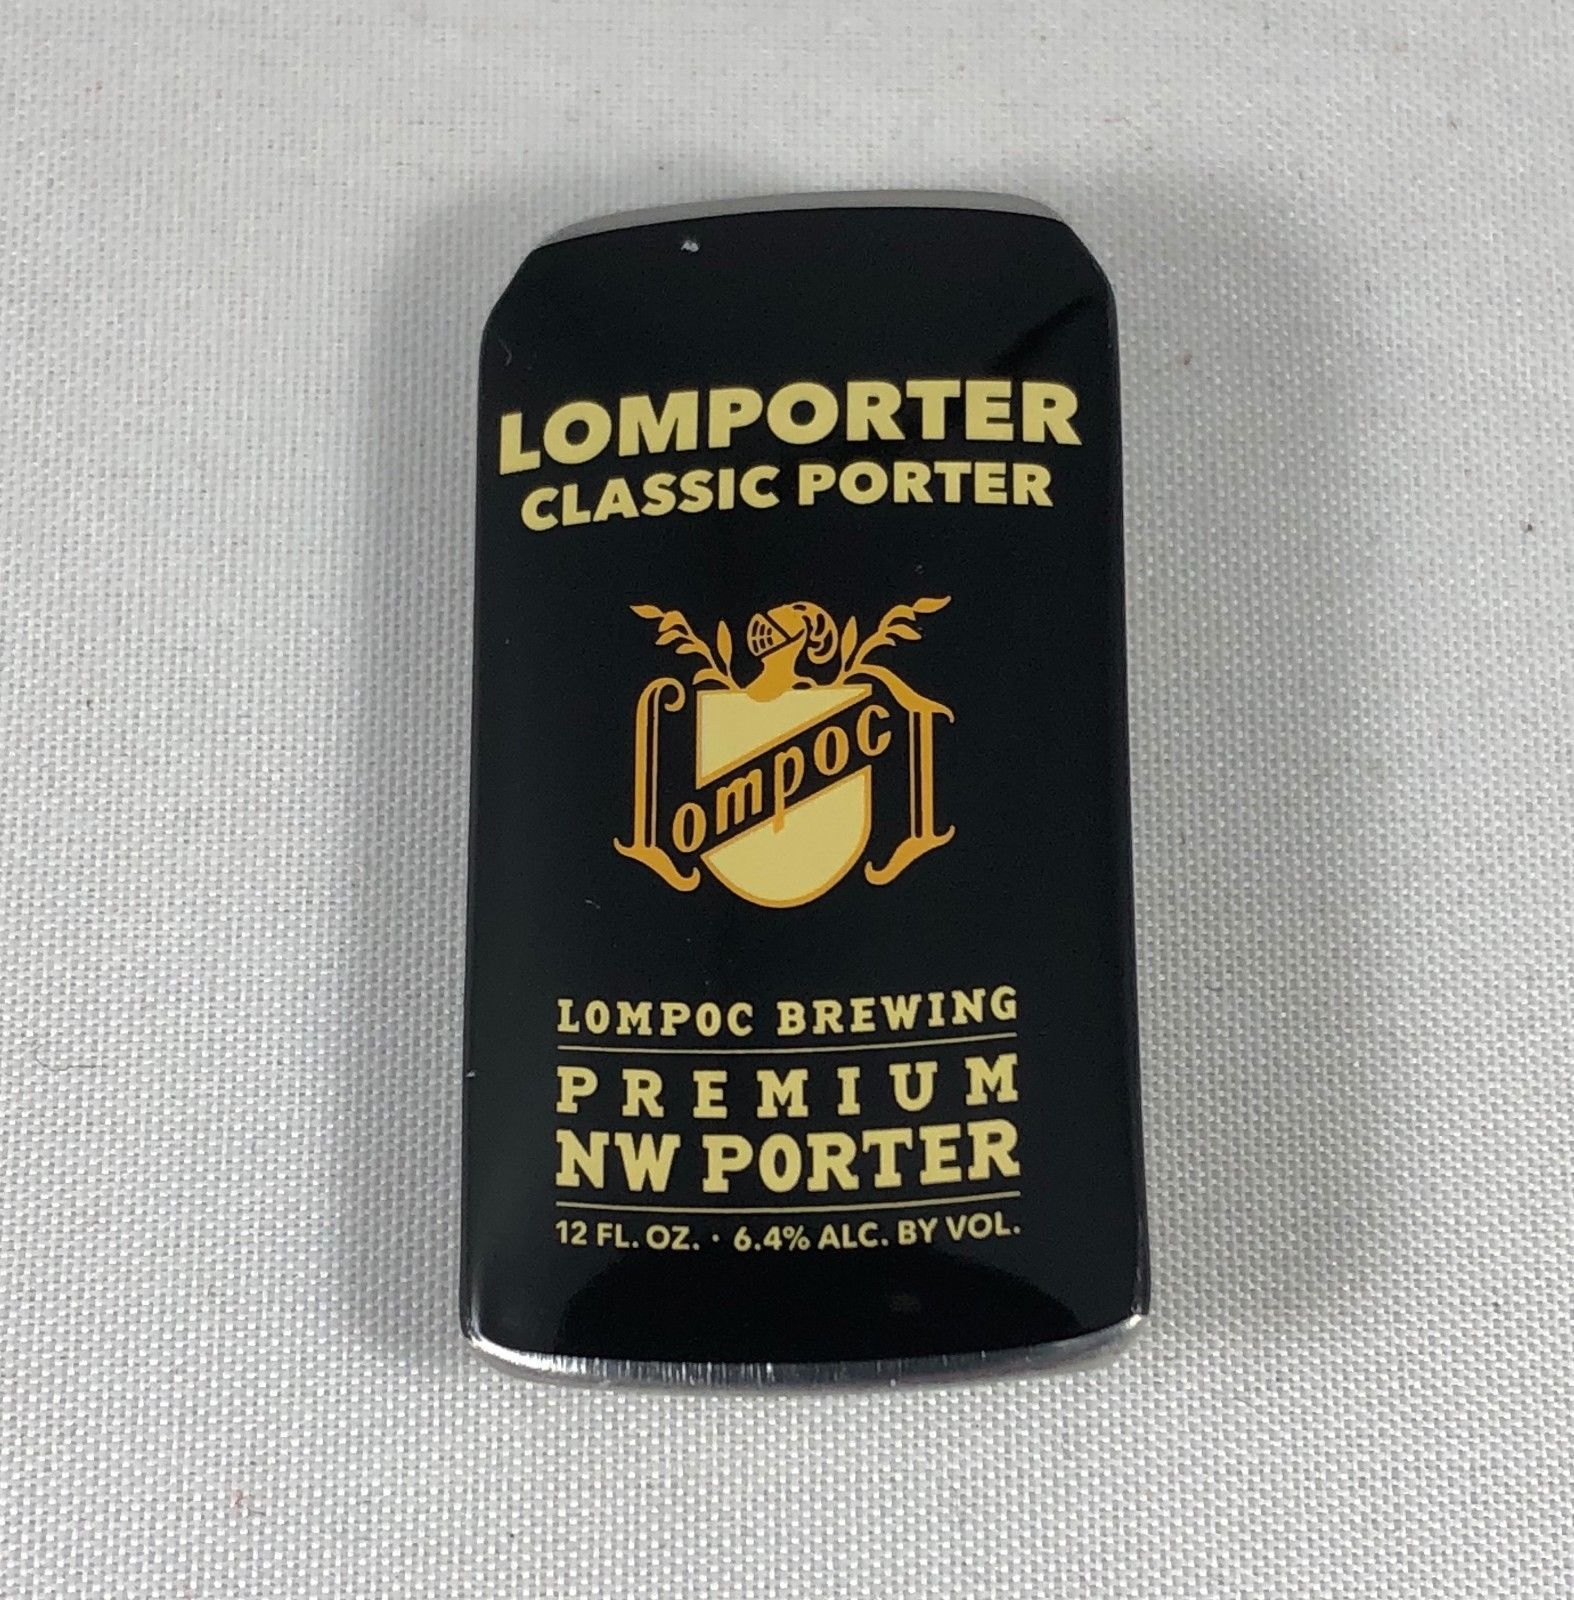 LOMPORTER
CLASSIC PORTER
Lompoc
LOMPOC BREWING
PREMIUM
NW PORTER
12 FL. OZ. · 6.4% ALC. BY VOL.